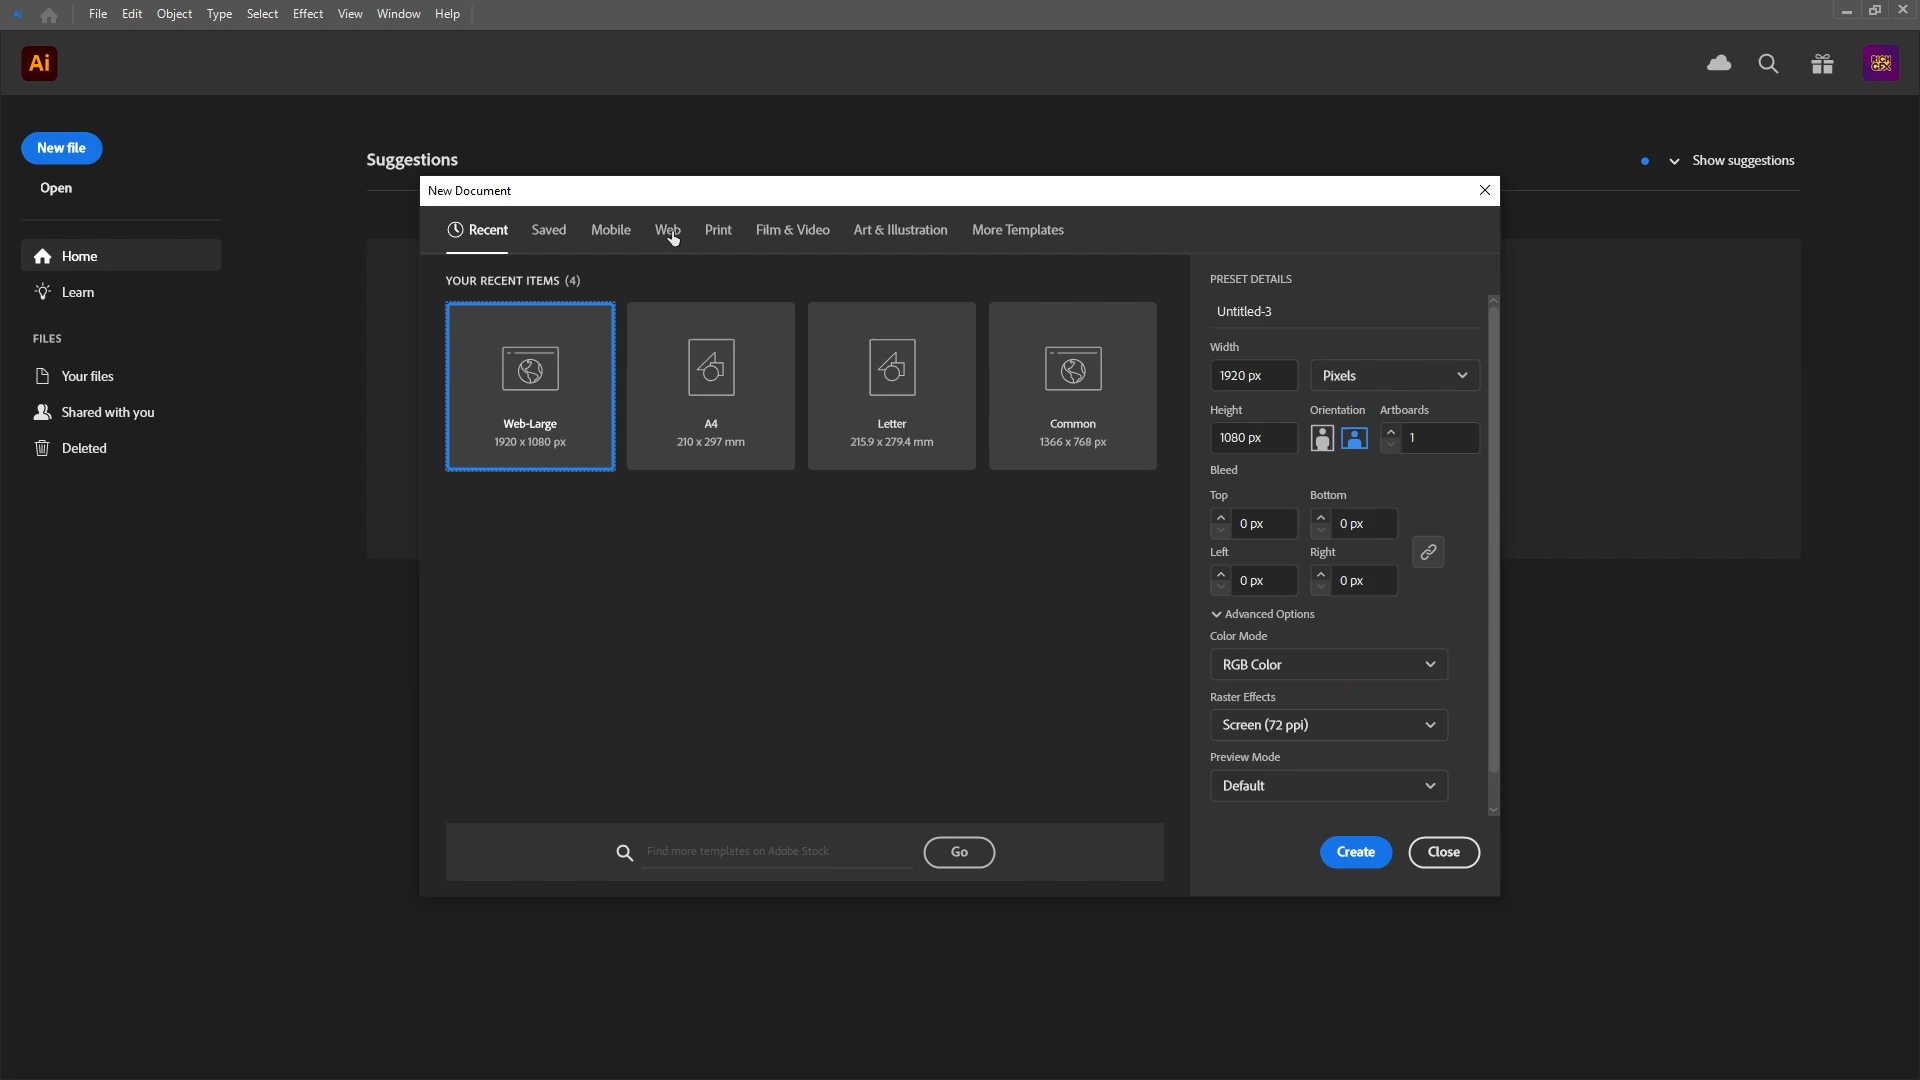 Ai File Edit Object Type Select Effect View Window Help
Ai
RICH GFX
New file
Open
Home
Learn
FILES
Your files
Shared with you
Deleted
Suggestions
Show suggestions
New Document
Recent Saved Mobile Web Print Film & Video Art & Illustration More Templates
YOUR RECENT ITEMS (4)
Web-Large
1920 x 1080 px
A4
210 x 297 mm
Letter
215.9 x 279.4 mm
Common
1366 x 768 px
Find more templates on Adobe Stock
Go
PRESET DETAILS
Untitled-3
Width
1920 px Pixels
Height Orientation Artboards
1080 px 1
Bleed
Top Bottom
0 px 0 px
Left Right
0 px 0 px
Advanced Options
Color Mode
RGB Color
Raster Effects
Screen (72 ppi)
Preview Mode
Default
Create Close